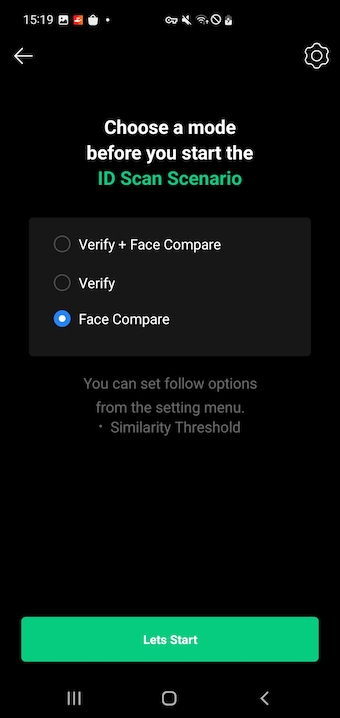 15:19
Choose a mode
before you start the
ID Scan Scenario
Verify + Face Compare
Verify
Face Compare
You can set follow options
from the setting menu.
· Similarity Threshold
Lets Start